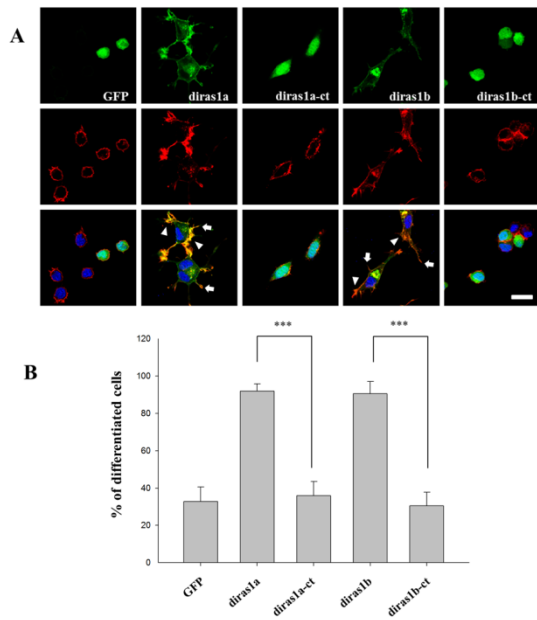 A
GFP
diras1a
diras1a-ct
diras1b
diras1b-ct
B
% of differentiated cells
120
100
80
60
40
20
0
***
***
GFP
diras1a
diras1a-ct
diras1b
diras1b-ct